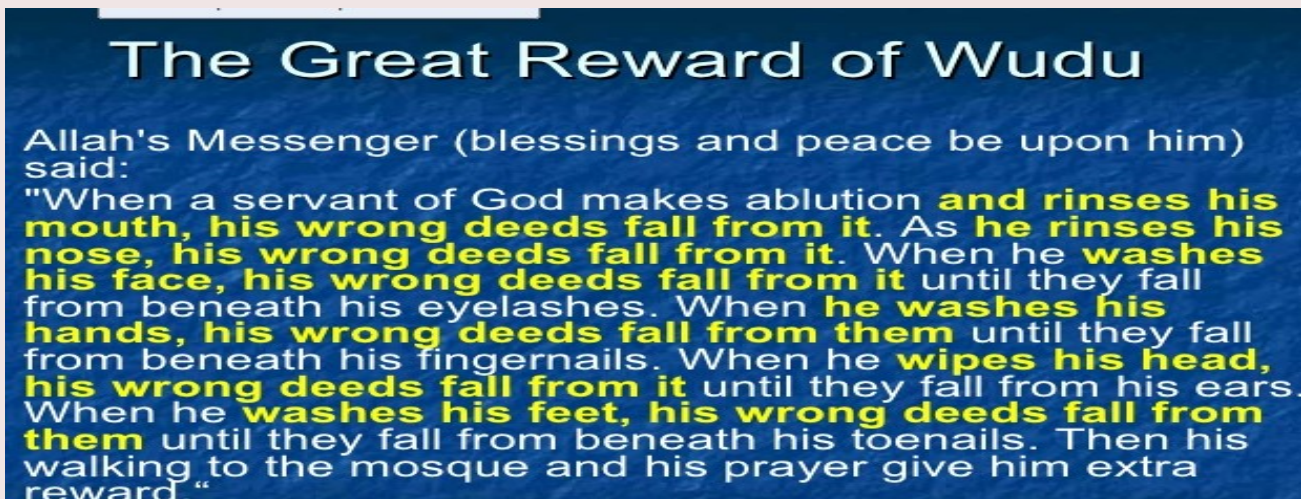 The Great Reward of Wudu
Allah's Messenger (blessings and peace be upon him)
said:
"When a servant of God makes ablution and rinses his
mouth, his wrong deeds fall from it. As he rinses his
nose, his wrong deeds fall from it. When he washes
his face, his wrong deeds fall from it until they fall
from beneath his eyelashes. When he washes his
hands, his wrong deeds fall from them until they fall
from beneath his fingernails. When he wipes his head,
his wrong deeds fall from it until they fall from his ears.
When he washes his feet, his wrong deeds fall from
them until they fall from beneath his toenails. Then his
walking to the mosque and his prayer give him extra
reward.“